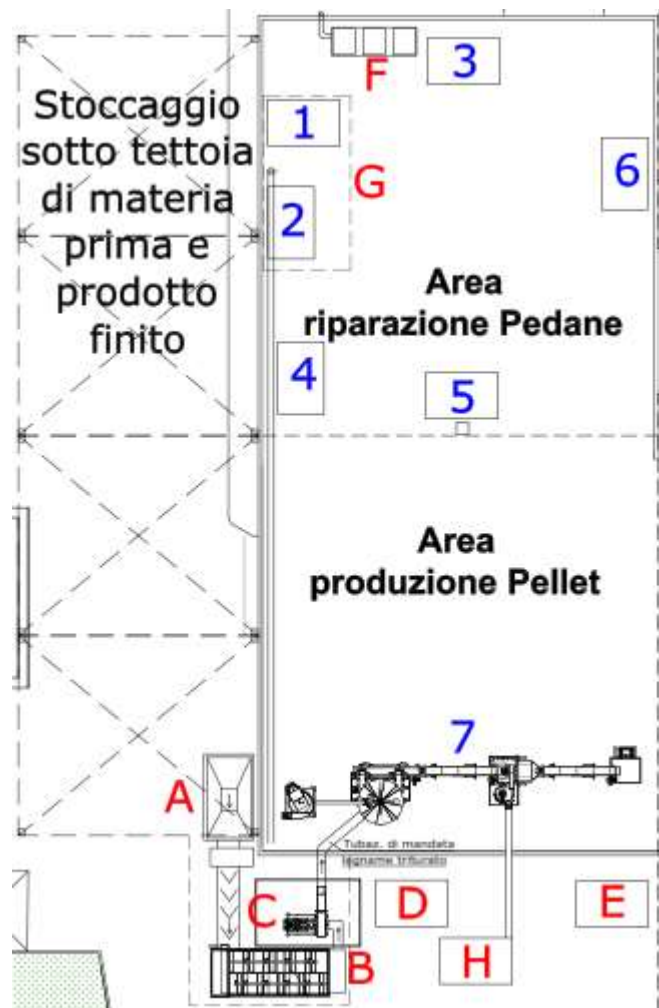 F
3
Stoccaggio
sotto tettoia
di materia
prima e
prodotto
finito
1
G
6
2
Area
riparazione Pedane
4
5
Area
produzione Pellet
7
A
Tubaz. di mandata
legname triturato
C
D
E
B
H